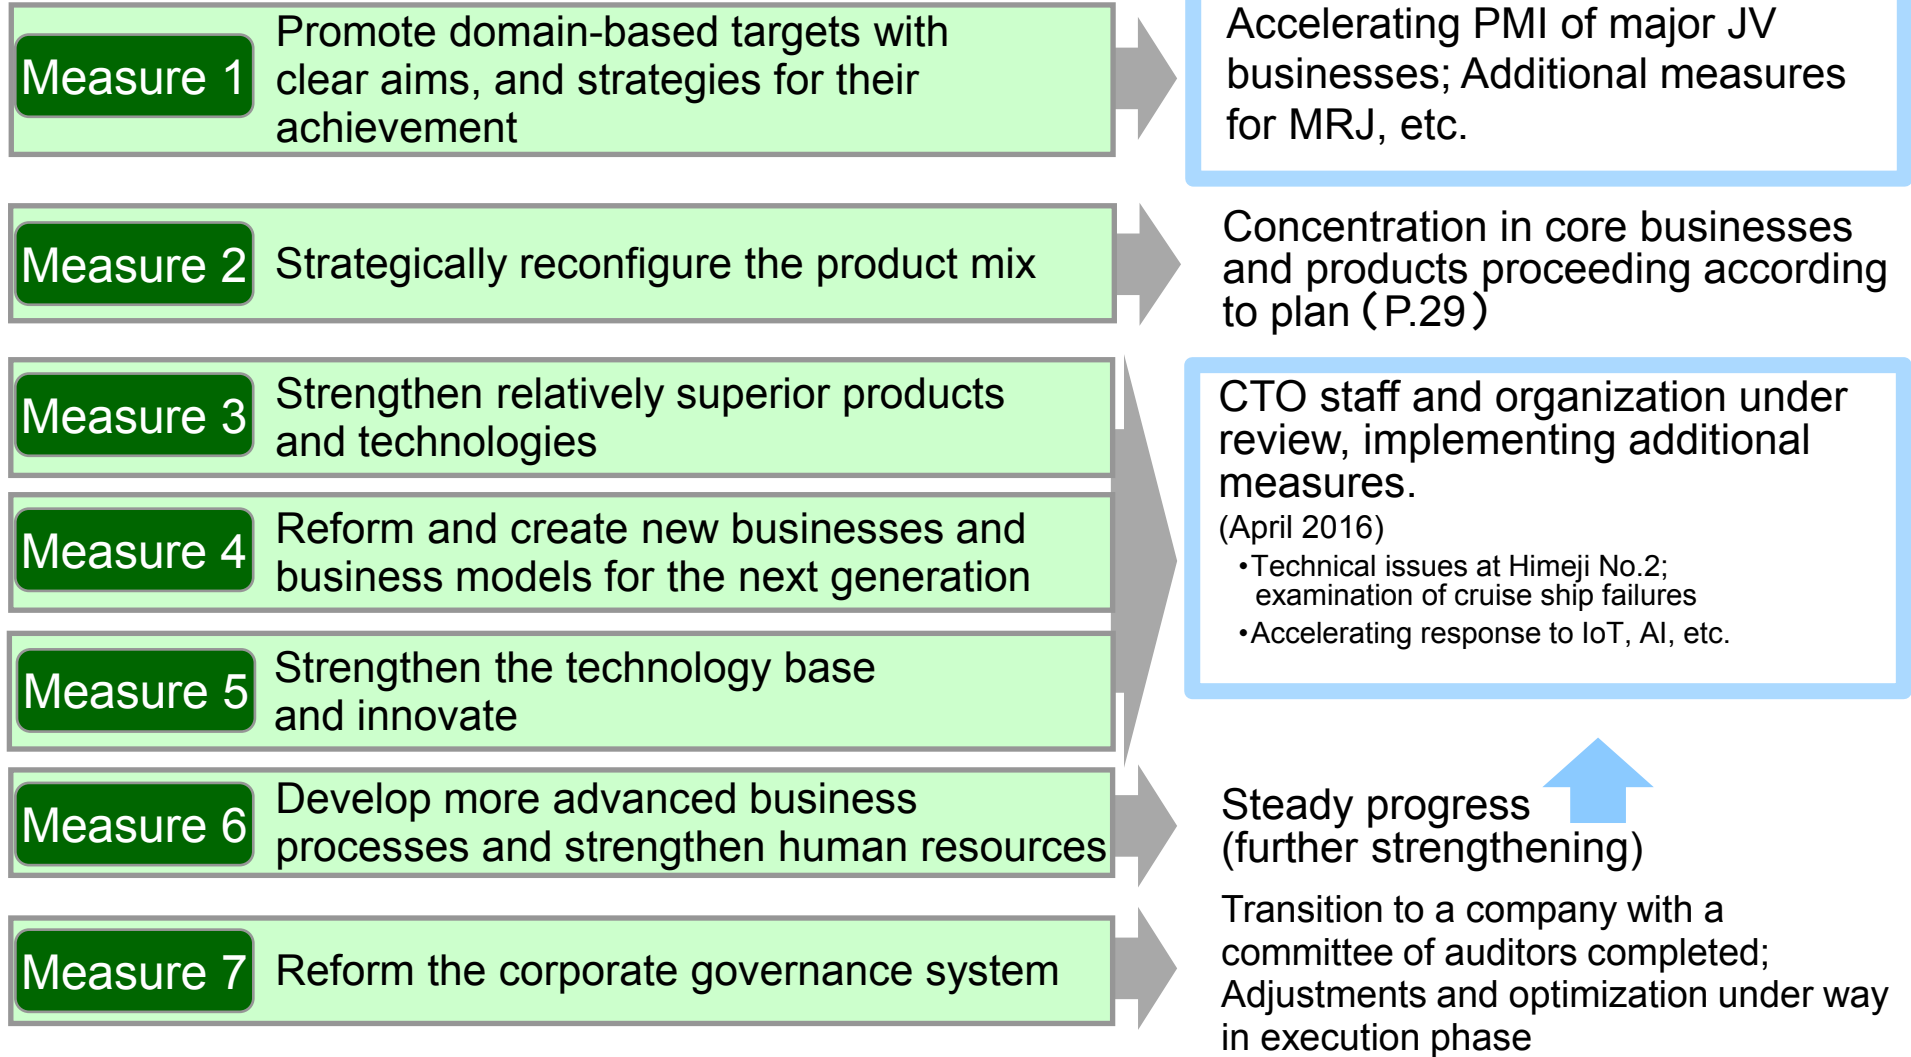 Measure 1
Promote domain-based targets with
clear aims, and strategies for their
achievement
Accelerating PMI of major JV
businesses; Additional measures
for MRJ, etc.
Measure 2
Strategically reconfigure the product mix
Concentration in core businesses
and products proceeding according
to plan（P.29）
Measure 3
Strengthen relatively superior products
and technologies
Measure 4
Reform and create new businesses and
business models for the next generation
Measure 5
Strengthen the technology base
and innovate
CTO staff and organization under
review, implementing additional
measures.
(April 2016)
•Technical issues at Himeji No.2;
examination of cruise ship failures
•Accelerating response to IoT, AI, etc.
Measure 6
Develop more advanced business
processes and strengthen human resources
Steady progress
(further strengthening)
Measure 7
Reform the corporate governance system
Transition to a company with a
committee of auditors completed;
Adjustments and optimization under way
in execution phase